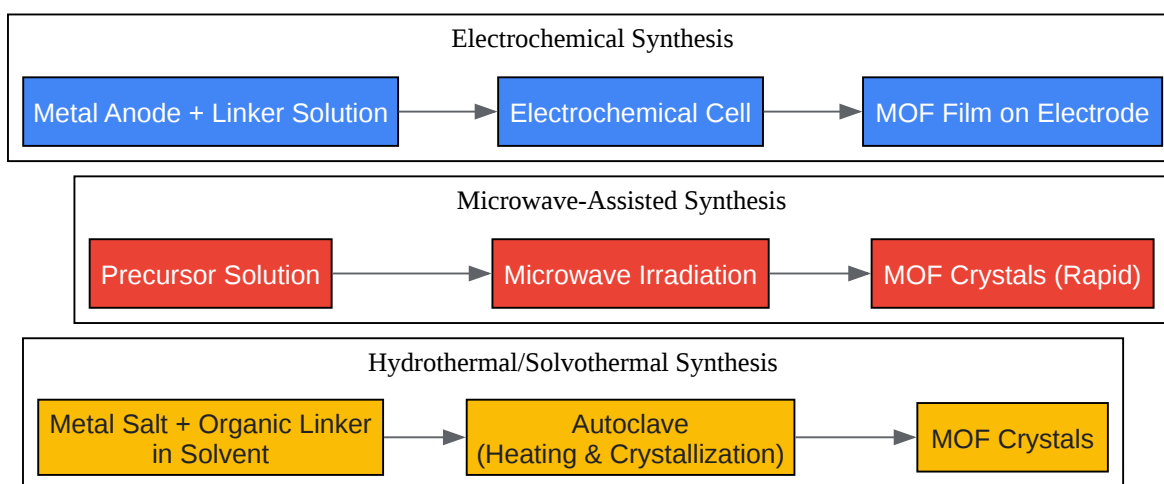 Electrochemical Synthesis
Metal Anode + Linker Solution
Electrochemical Cell
MOF Film on Electrode
Microwave-Assisted Synthesis
Precursor Solution
Microwave Irradiation
MOF Crystals (Rapid)
Hydrothermal/Solvothermal Synthesis
Metal Salt + Organic Linker
in Solvent
Autoclave
(Heating & Crystallization)
MOF Crystals